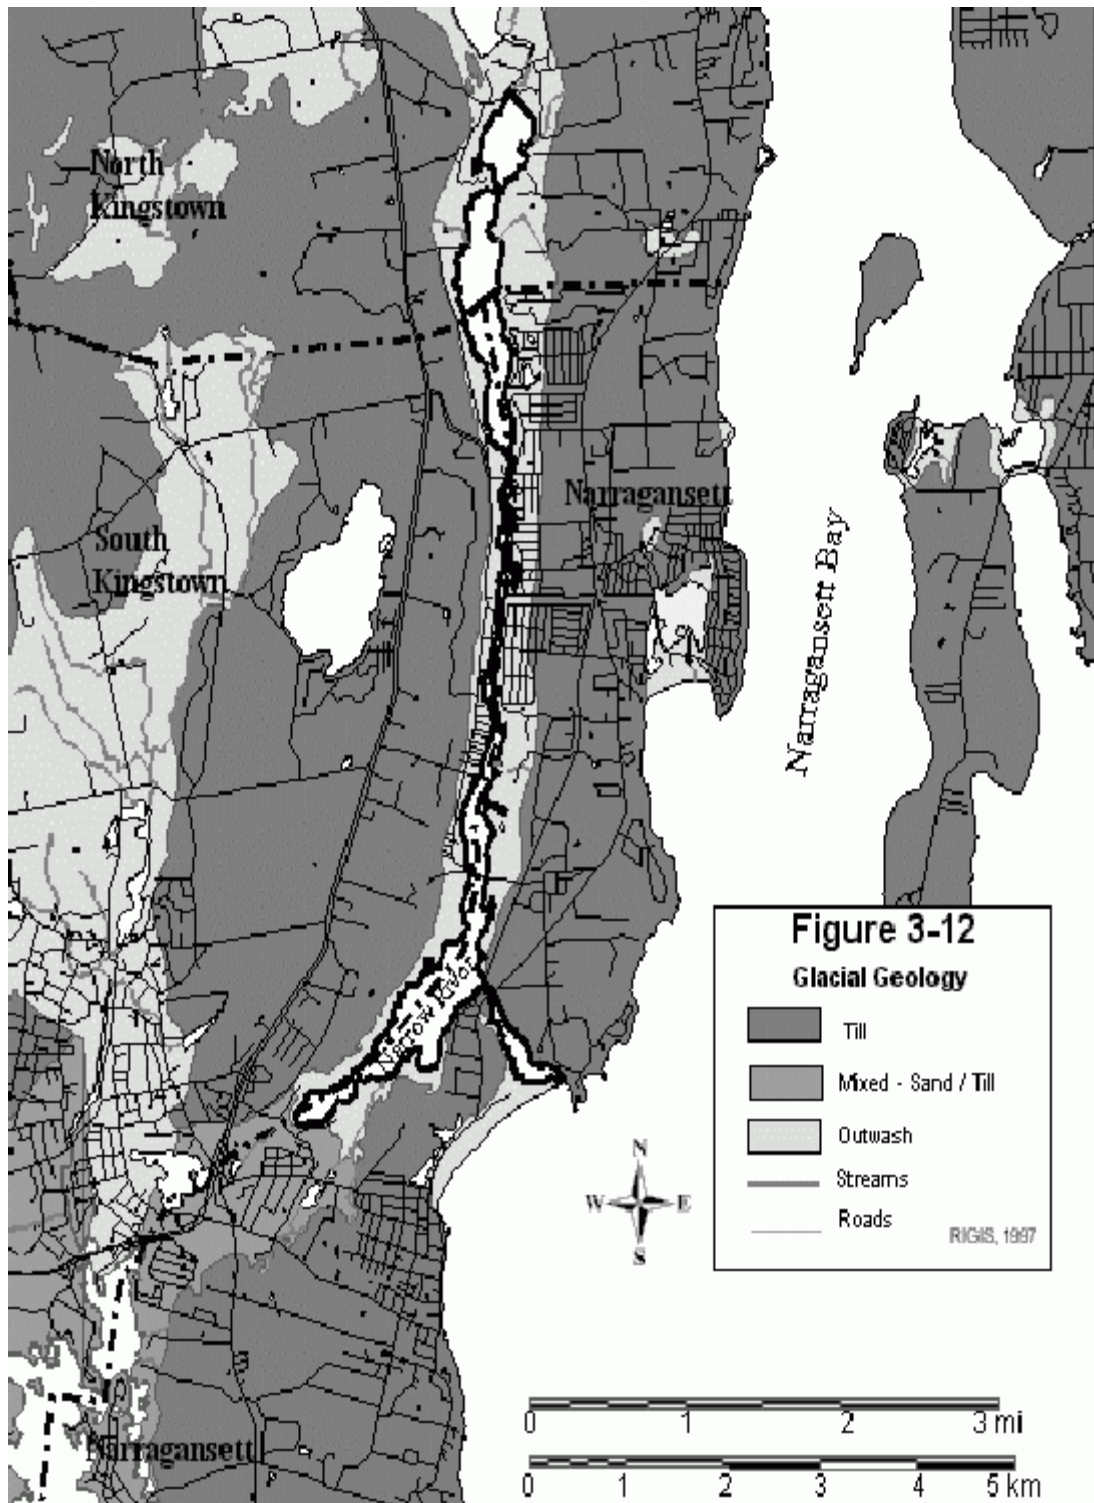 North
Kingstown
Narragansett
South
Kingstown
Narragansett Bay
Narrow River
Figure 3-12
Glacial Geology
Till
Mixed - Sand / Till
Outwash
Streams
Roads
RIGIS, 1997
N
W E
S
0 1 2 3 mi
0 1 2 3 4 5 km
Narragansett